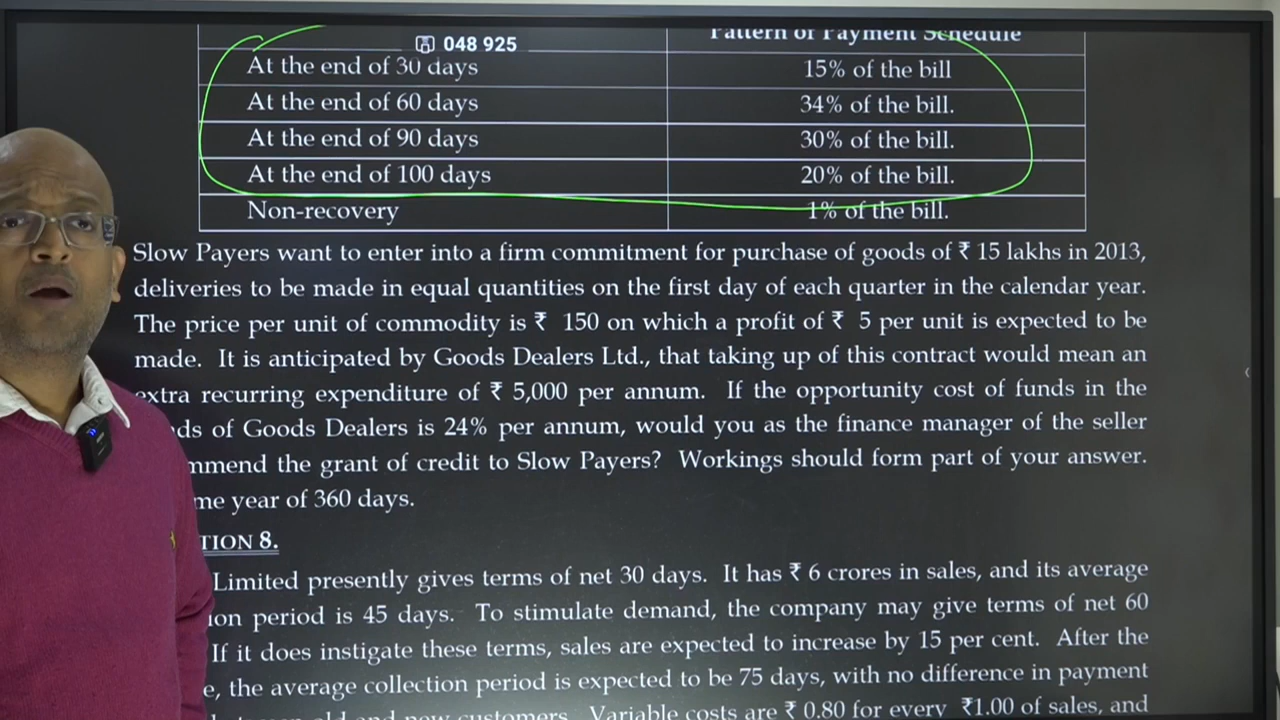 Pattern of Payment Schedule
048 925
At the end of 30 days 15% of the bill
At the end of 60 days 34% of the bill.
At the end of 90 days 30% of the bill.
At the end of 100 days 20% of the bill.
Non-recovery 1% of the bill.
Slow Payers want to enter into a firm commitment for purchase of goods of ₹ 15 lakhs in 2013,
deliveries to be made in equal quantities on the first day of each quarter in the calendar year.
The price per unit of commodity is ₹ 150 on which a profit of ₹ 5 per unit is expected to be
made. It is anticipated by Goods Dealers Ltd., that taking up of this contract would mean an
extra recurring expenditure of ₹ 5,000 per annum. If the opportunity cost of funds in the
ds of Goods Dealers is 24% per annum, would you as the finance manager of the seller
mmend the grant of credit to Slow Payers? Workings should form part of your answer.
me year of 360 days.
TION 8.
Limited presently gives terms of net 30 days. It has ₹ 6 crores in sales, and its average
ion period is 45 days. To stimulate demand, the company may give terms of net 60
If it does instigate these terms, sales are expected to increase by 15 per cent. After the
e, the average collection period is expected to be 75 days, with no difference in payment
old and new customers. Variable costs are ₹ 0.80 for every ₹1.00 of sales, and